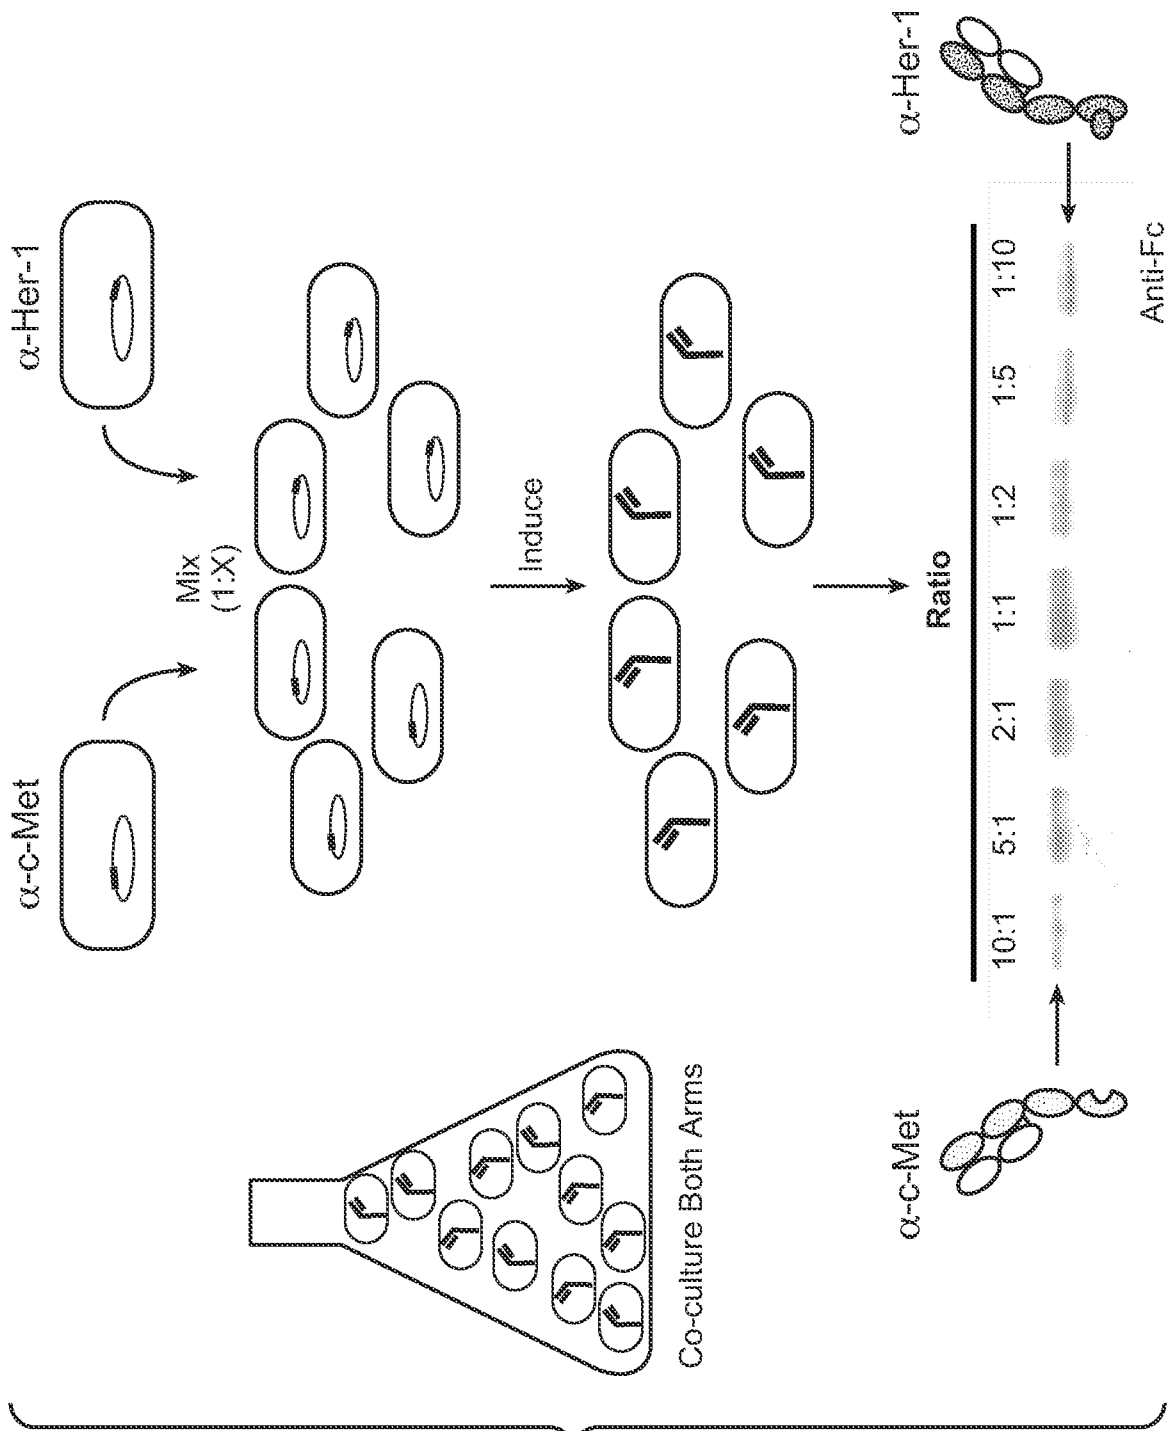 α-c-Met
α-Her-1
Mix
(1:X)
Induce
Co-culture Both Arms
Ratio
10:1 5:1 2:1 1:1 1:2 1:5 1:10
α-c-Met
α-Her-1
Anti-Fc